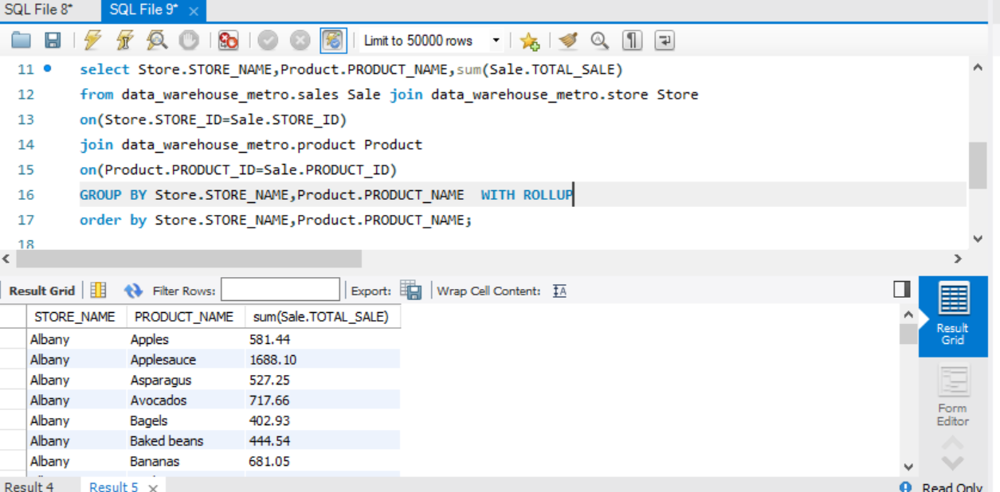 SQL File 8* SQL File 9*
Limit to 50000 rows
11 select Store.STORE_NAME,Product.PRODUCT_NAME,sum(Sale.TOTAL_SALE)
12 from data_warehouse_metro.sales Sale join data_warehouse_metro.store Store
13 on(Store.STORE_ID=Sale.STORE_ID)
14 join data_warehouse_metro.product Product
15 on(Product.PRODUCT_ID=Sale.PRODUCT_ID)
16 GROUP BY Store.STORE_NAME,Product.PRODUCT_NAME  WITH ROLLUP
17 order by Store.STORE_NAME,Product.PRODUCT_NAME;
18
Result Grid Filter Rows: Export: Wrap Cell Content:
STORE_NAME PRODUCT_NAME sum(Sale.TOTAL_SALE)
Albany Apples 581.44
Albany Applesauce 1688.10
Albany Asparagus 527.25
Albany Avocados 717.66
Albany Bagels 402.93
Albany Baked beans 444.54
Albany Bananas 681.05
Result
Grid
Form
Editor
Result 4 Result 5 Read Only